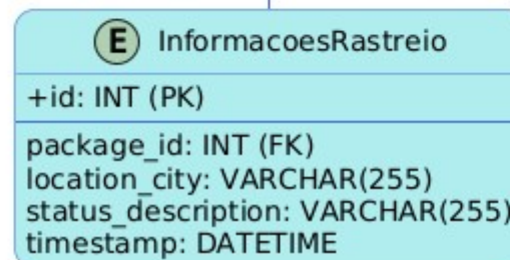 E InformacoesRastreio
+id: INT (PK)
package_id: INT (FK)
location_city: VARCHAR(255)
status_description: VARCHAR(255)
timestamp: DATETIME